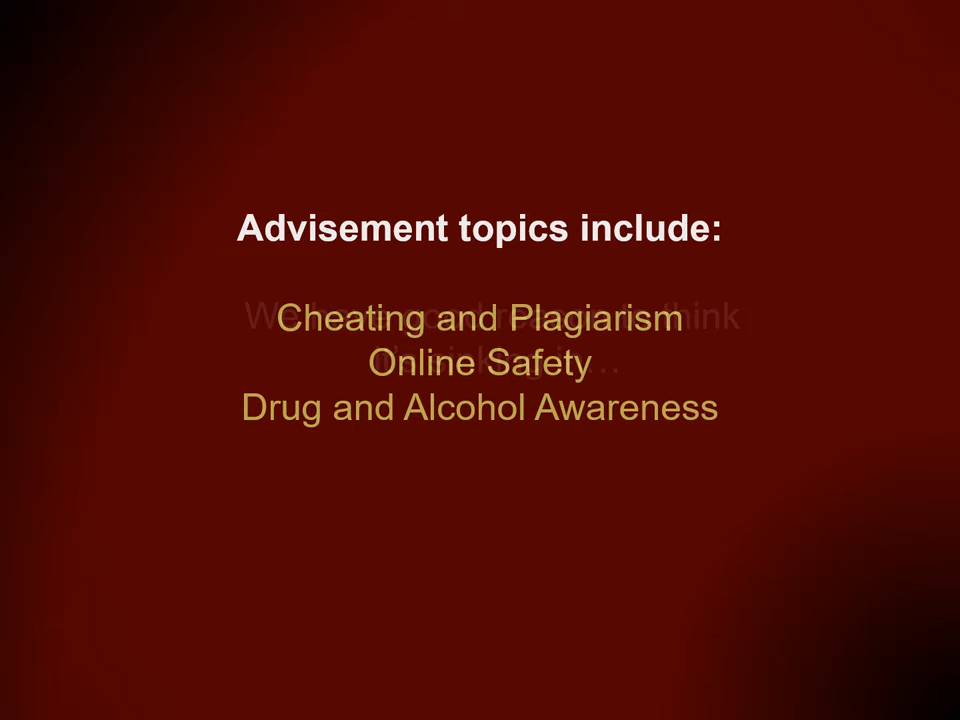 Advisement topics include:
Cheating and Plagiarism
Online Safety
Drug and Alcohol Awareness